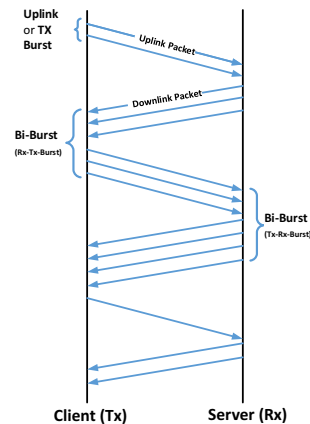 Uplink
or TX
Burst
Uplink Packet
Downlink Packet
Bi-Burst
(Rx-Tx-Burst)
Bi-Burst
(Tx-Rx-Burst)
Client (Tx)
Server (Rx)